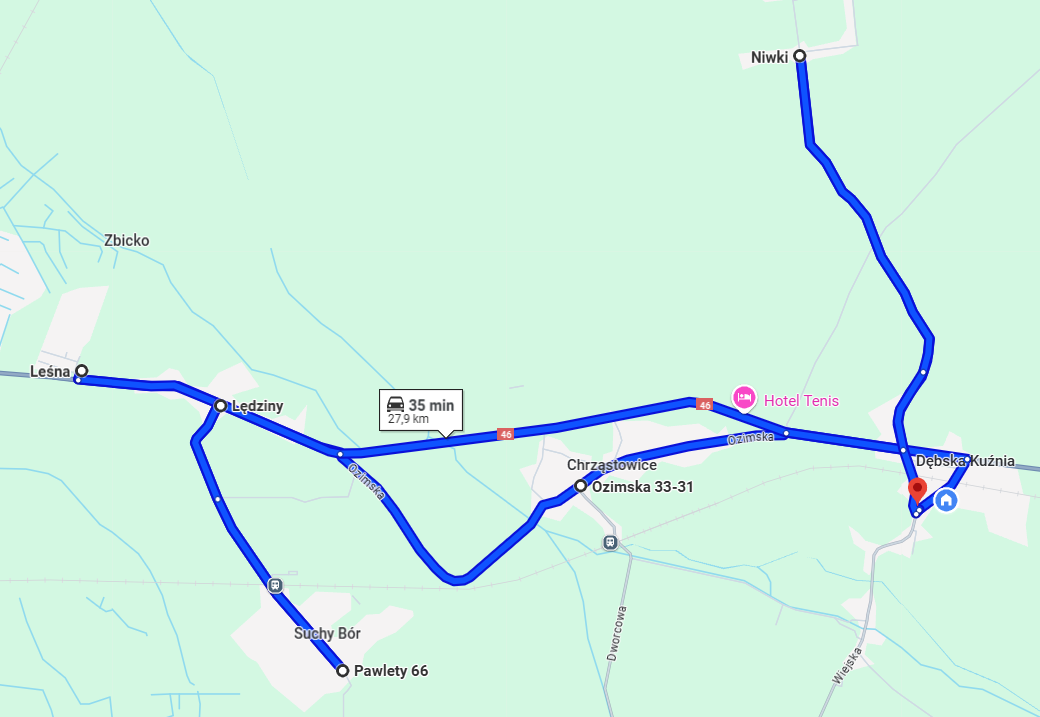 Niwki
Zbicko
Leśna
Lędziny
35 min
27,9 km
46
Hotel Tenis
46
Ozimska
Chrząstowice
Dębska Kuźnia
Ozimska
Ozimska 33-31
Dworcowa
Suchy Bór
Wiejska
Pawlety 66